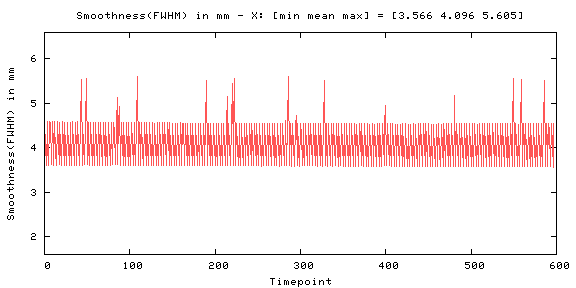 Smoothness(FWHM) in mm - X: [min mean max] = [3.566 4.096 5.605]
6
5
4
3
2
Smoothness(FWHM) in mm
0 100 200 300 400 500 600
Timepoint